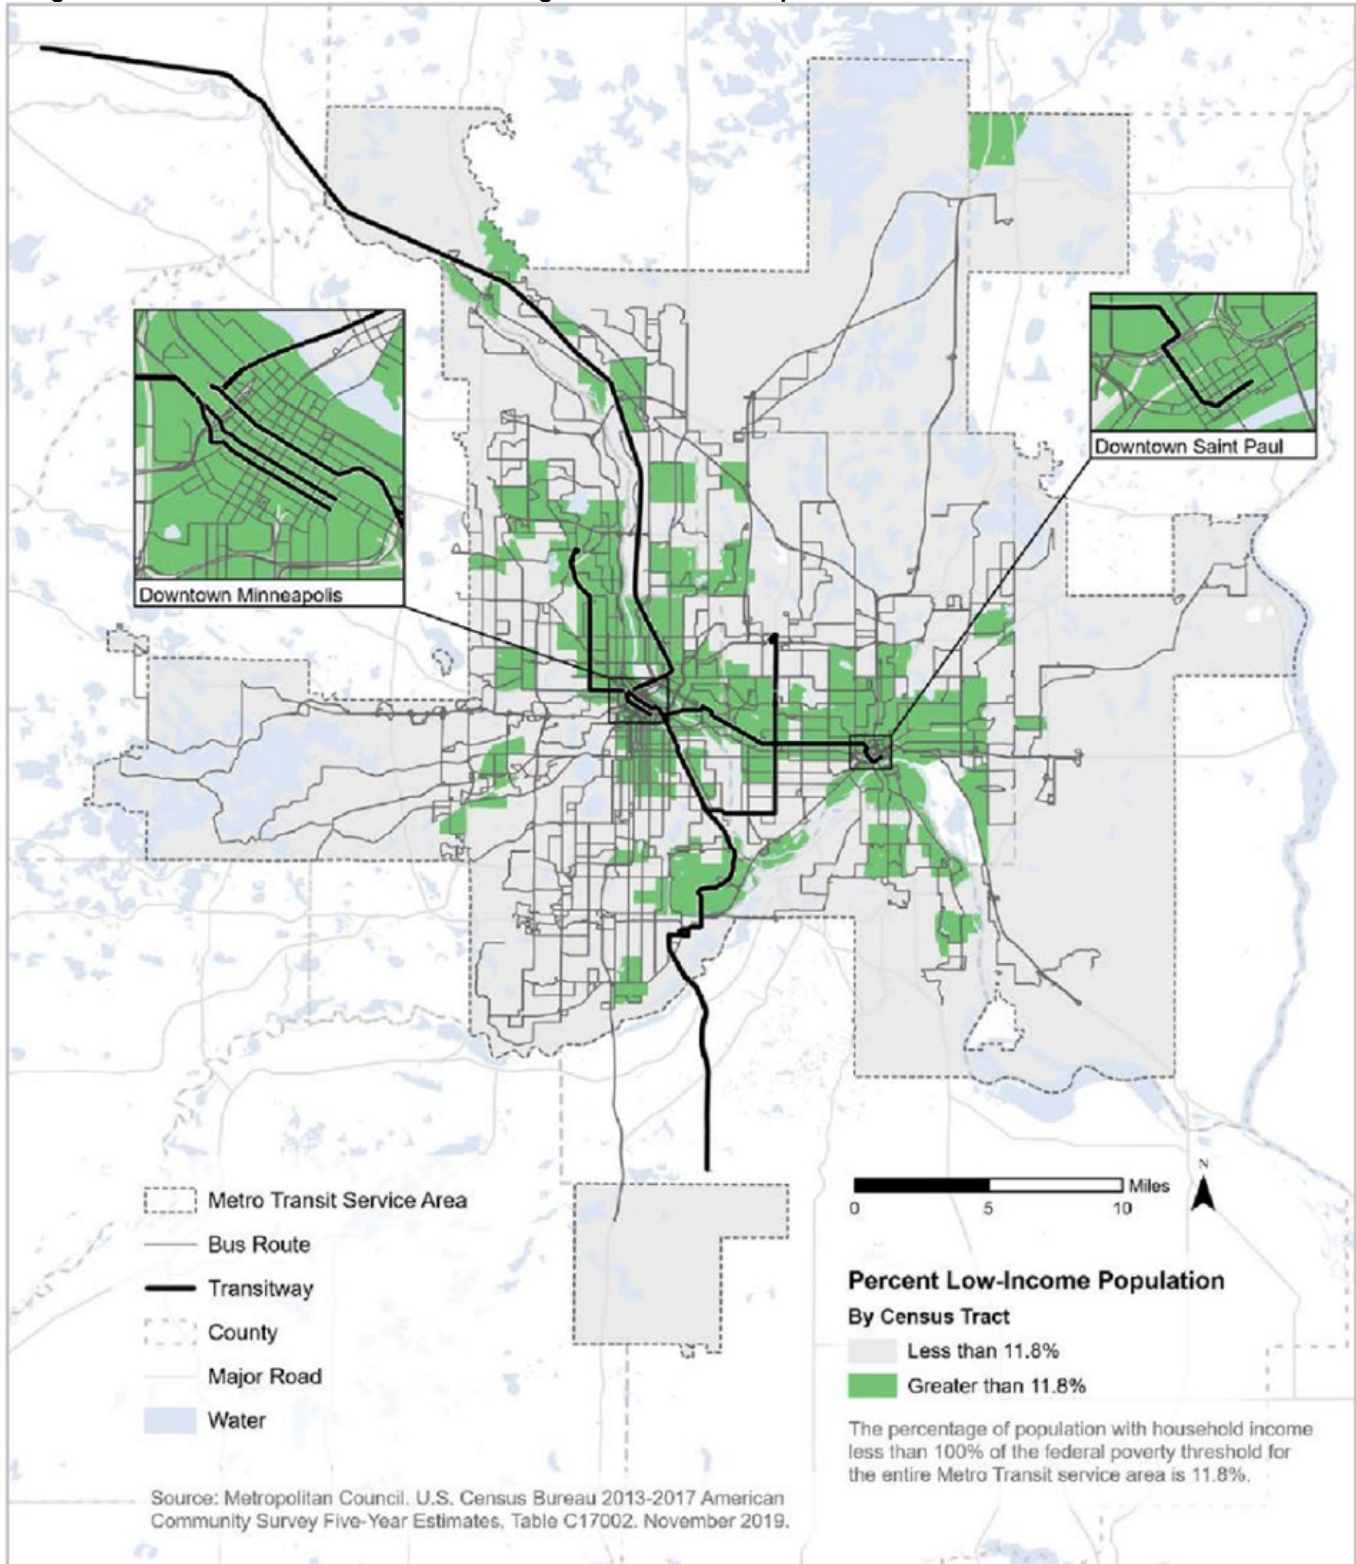 Downtown Minneapolis
Downtown Saint Paul
Metro Transit Service Area
Bus Route
Transitway
County
Major Road
Water
N
Miles
0 5 10
Percent Low-Income Population
By Census Tract
Less than 11.8%
Greater than 11.8%
The percentage of population with household income
less than 100% of the federal poverty threshold for
the entire Metro Transit service area is 11.8%.
Source: Metropolitan Council. U.S. Census Bureau 2013-2017 American
Community Survey Five-Year Estimates, Table C17002. November 2019.